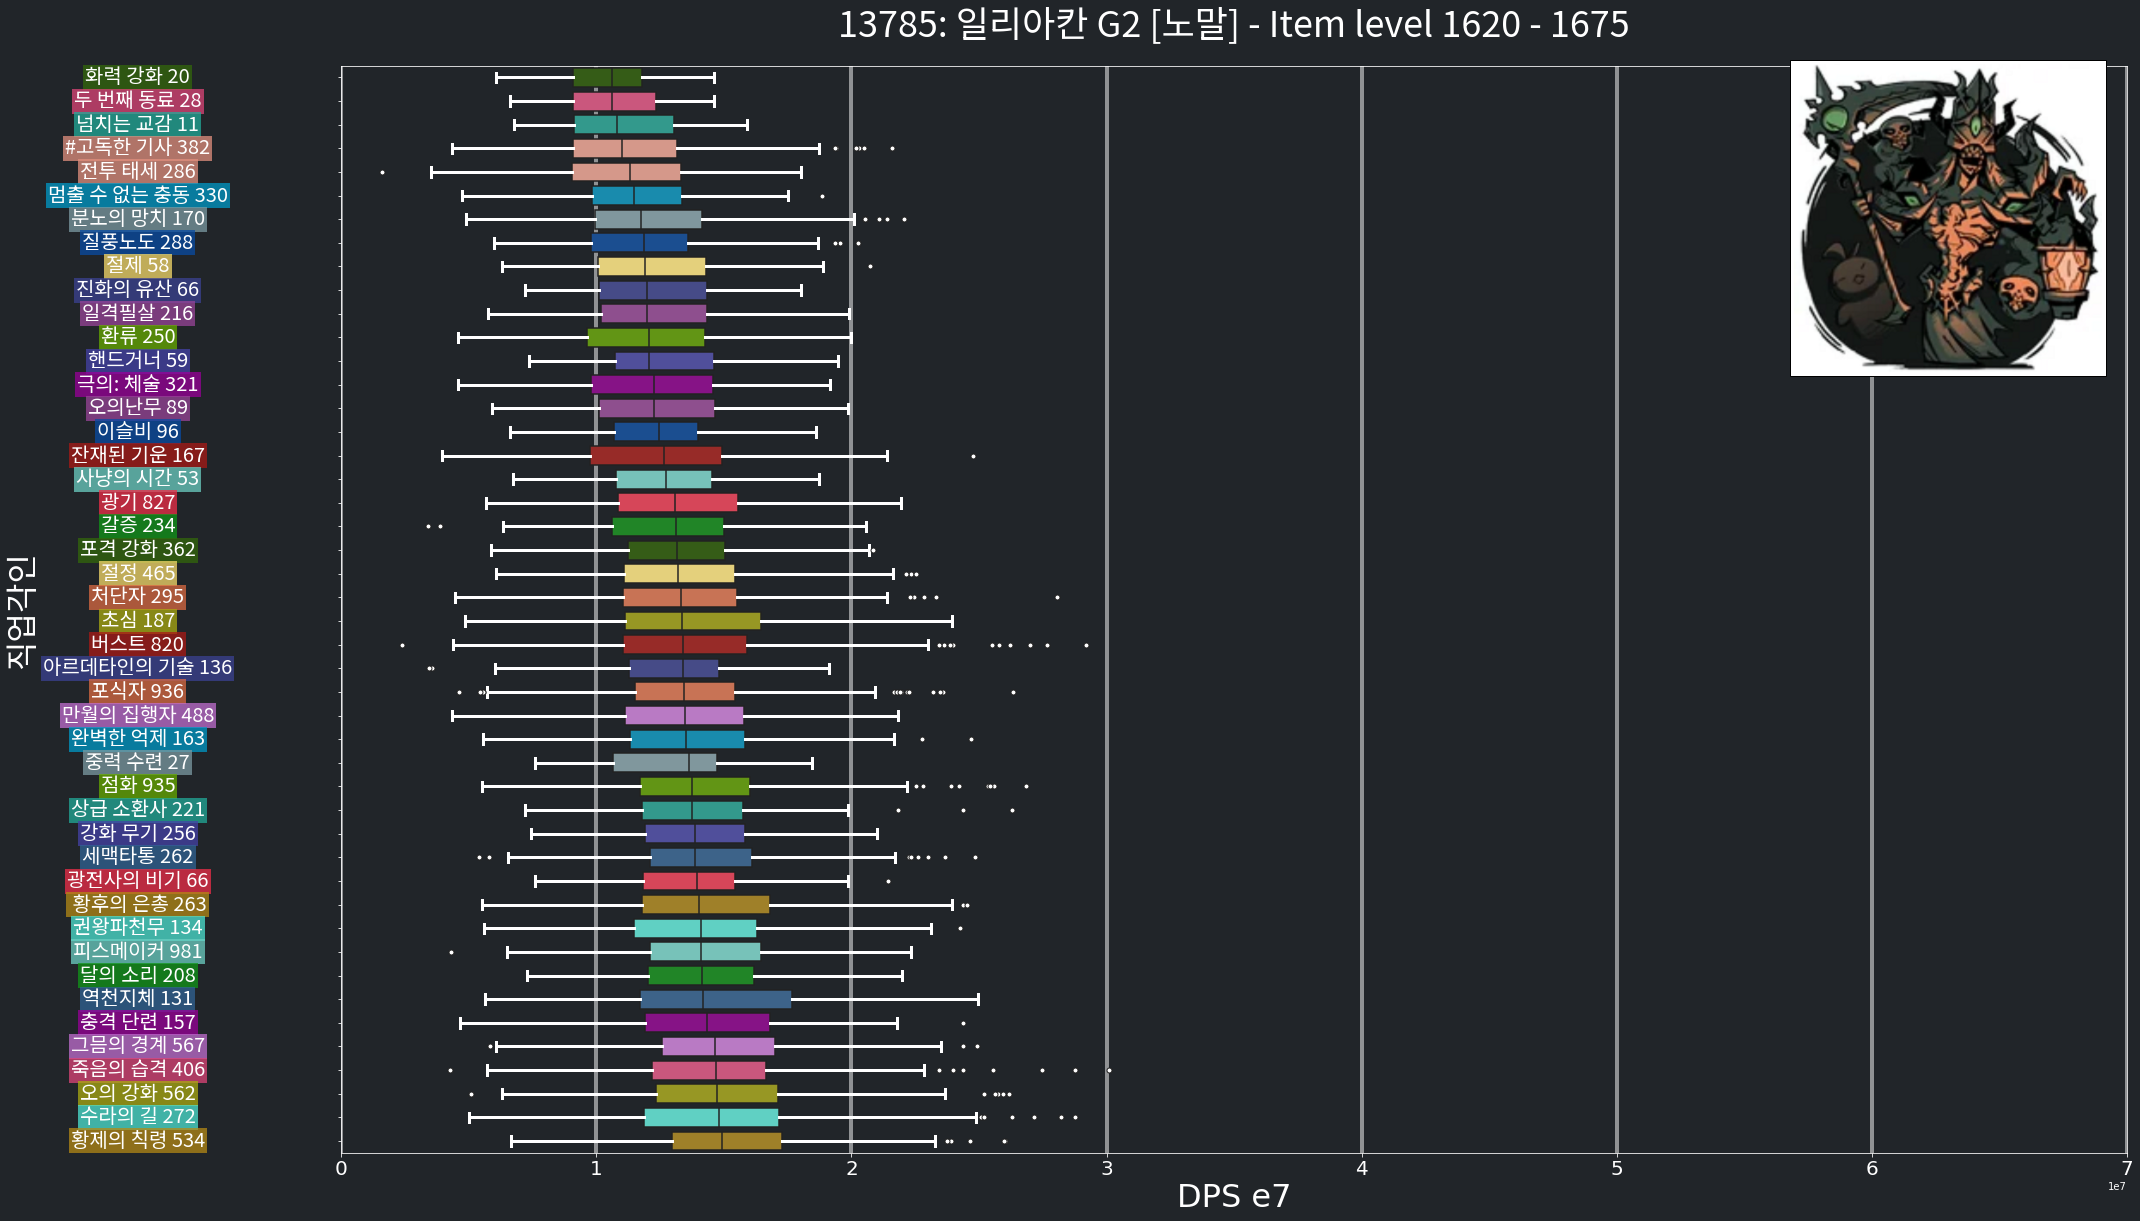 13785: 일리아칸 G2 [노말] - Item level 1620 - 1675
화력 강화 20
두 번째 동료 28
넘치는 교감 11
#고독한 기사 382
전투 태세 286
멈출 수 없는 충동 330
분노의 망치 170
질풍노도 288
절제 58
진화의 유산 66
일격필살 216
환류 250
핸드거너 59
극의: 체술 321
오의난무 89
이슬비 96
잔재된 기운 167
사냥의 시간 53
광기 827
갈증 234
포격 강화 362
절정 465
처단자 295
초심 187
버스트 820
아르데타인의 기술 136
포식자 936
만월의 집행자 488
완벽한 억제 163
중력 수련 27
점화 935
상급 소환사 221
강화 무기 256
세맥타통 262
광전사의 비기 66
황후의 은총 263
권왕파천무 134
피스메이커 981
달의 소리 208
역천지체 131
충격 단련 157
그믐의 경계 567
죽음의 습격 406
오의 강화 562
수라의 길 272
황제의 칙령 534
직업각인
0 1 2 3 4 5 6 7
DPS e7
1e7